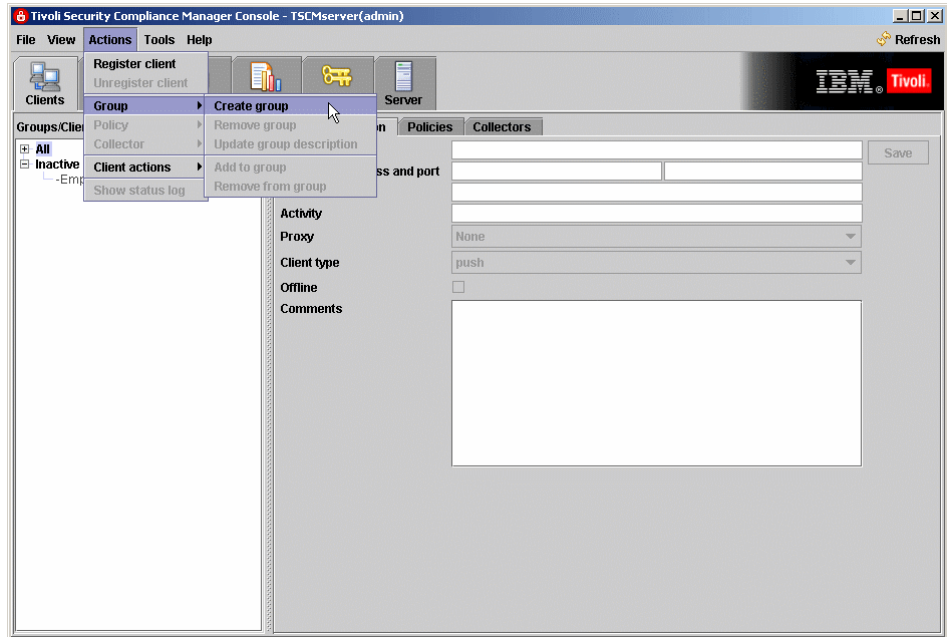 Tivoli Security Compliance Manager Console - TSCMserver(admin)
File View Actions Tools Help
Refresh
Register client
Unregister client
Group
Policy
Collector
Client actions
Show status log
Create group
Remove group
Update group description
Add to group
Remove from group
Clients
Server
IBM® Tivoli.
Groups/Clie
Policies
Collectors
All
Inactive
-Emp
Save
ss and port
Activity
Proxy
None
Client type
push
Offline
Comments